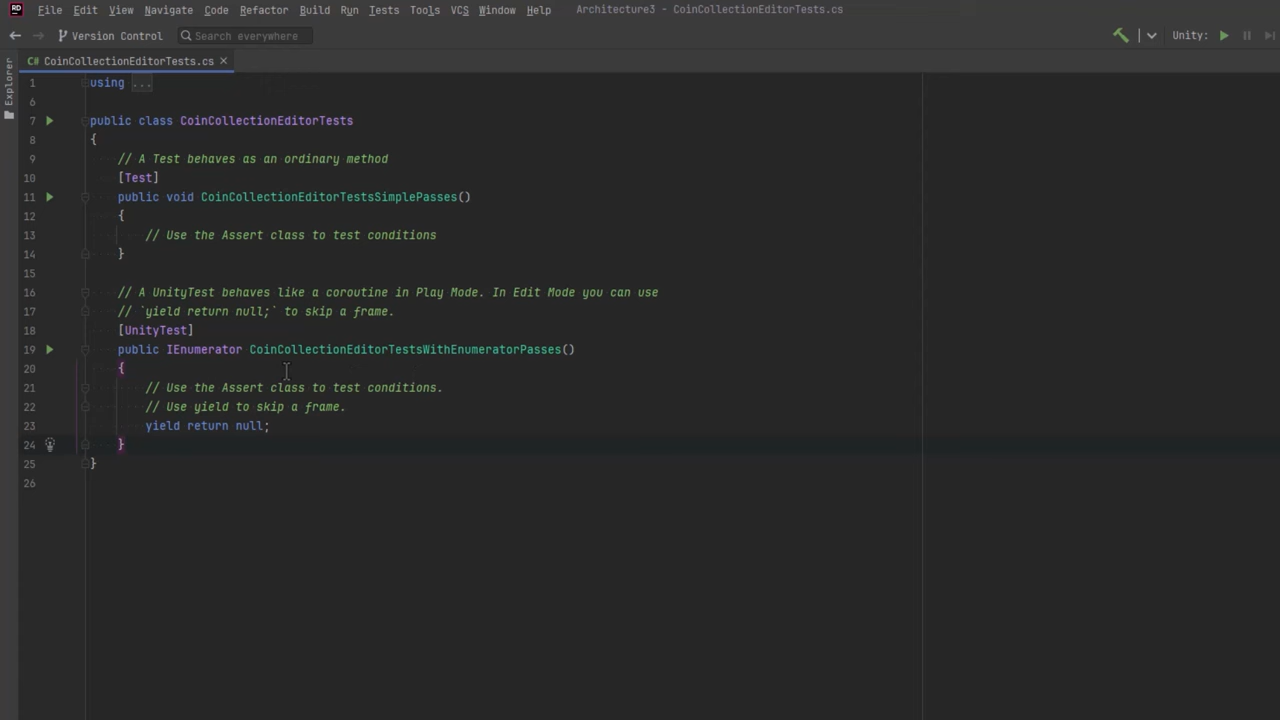 RD File Edit View Navigate Code Refactor Build Run Tests Tools VCS Window Help Architecture3 - CoinCollectionEditorTests.cs
Version Control Search everywhere Unity:
Explorer
C# CoinCollectionEditorTests.cs ×
1 using ...
6
7 public class CoinCollectionEditorTests
8 {
9 // A Test behaves as an ordinary method
10 [Test]
11 public void CoinCollectionEditorTestsSimplePasses()
12 {
13 // Use the Assert class to test conditions
14 }
15
16 // A UnityTest behaves like a coroutine in Play Mode. In Edit Mode you can use
17 // `yield return null;` to skip a frame.
18 [UnityTest]
19 public IEnumerator CoinCollectionEditorTestsWithEnumeratorPasses()
20 {
21 // Use the Assert class to test conditions.
22 // Use yield to skip a frame.
23 yield return null;
24 }
25 }
26